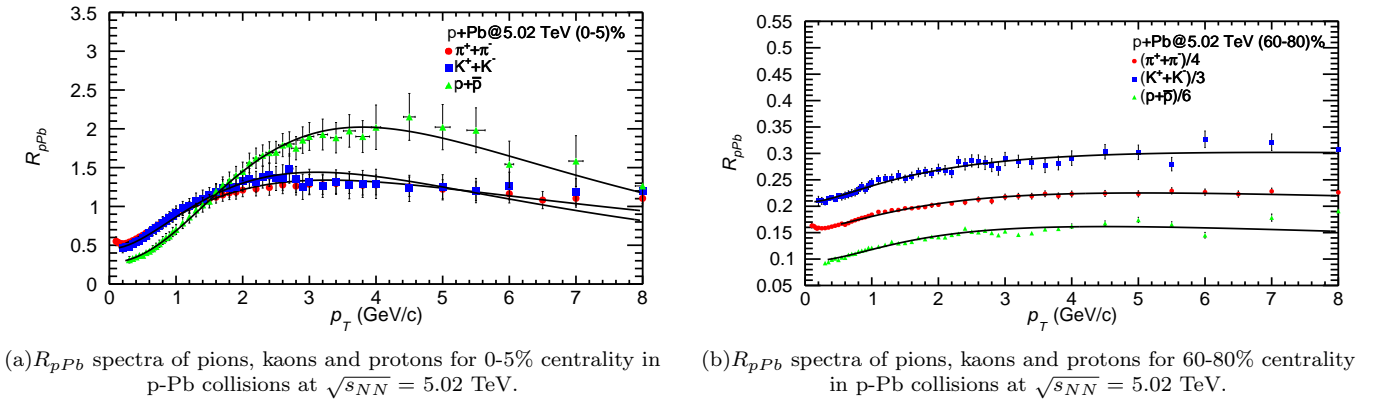 3.5
3
2.5
2
1.5
1
0.5
0
R_pPb
p+Pb@5.02 TeV (0-5)%
π⁺+π⁻
K⁺+K⁻
p+p̅
0 1 2 3 4 5 6 7 8
p_T (GeV/c)
0.55
0.5
0.45
0.4
0.35
0.3
0.25
0.2
0.15
0.1
0.05
R_pPb
p+Pb@5.02 TeV (60-80)%
(π⁺+π⁻)/4
(K⁺+K⁻)/3
(p+p̅)/6
0 1 2 3 4 5 6 7 8
p_T (GeV/c)
(a)R_pPb spectra of pions, kaons and protons for 0-5% centrality in
p-Pb collisions at √s_NN = 5.02 TeV.
(b)R_pPb spectra of pions, kaons and protons for 60-80% centrality
in p-Pb collisions at √s_NN = 5.02 TeV.